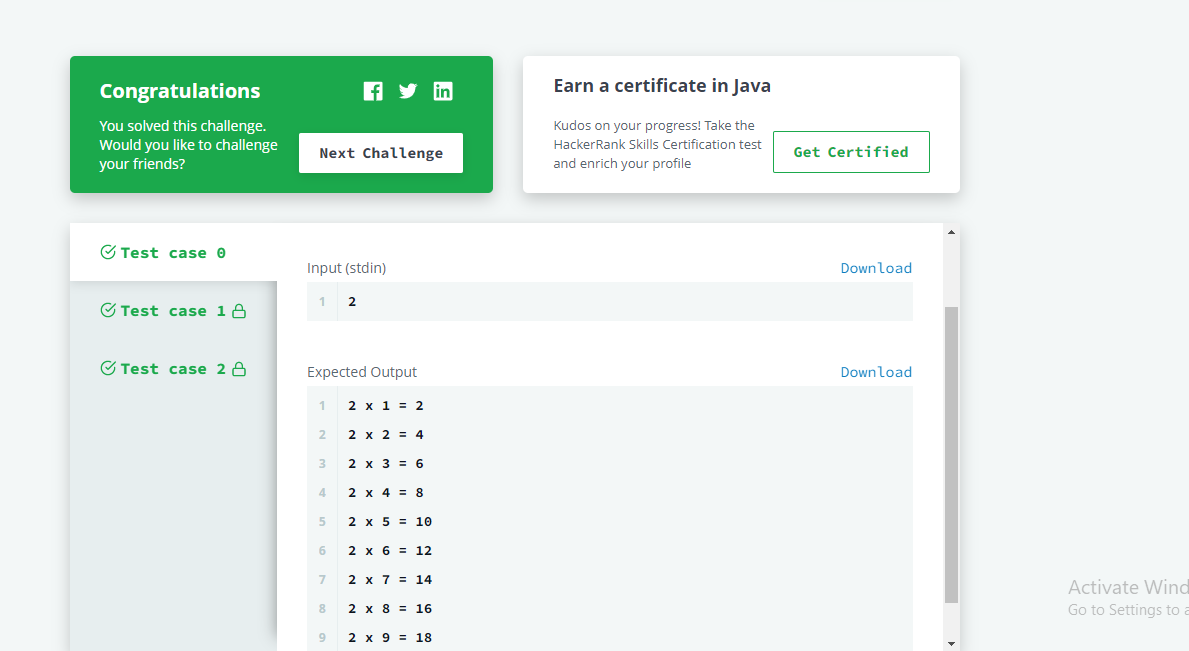 Congratulations
You solved this challenge.
Would you like to challenge
your friends?
Next Challenge
Earn a certificate in Java
Kudos on your progress! Take the
HackerRank Skills Certification test
and enrich your profile
Get Certified
Test case 0
Test case 1
Test case 2
Input (stdin)
Download
1 2
Expected Output
Download
1 2 x 1 = 2
2 2 x 2 = 4
3 2 x 3 = 6
4 2 x 4 = 8
5 2 x 5 = 10
6 2 x 6 = 12
7 2 x 7 = 14
8 2 x 8 = 16
9 2 x 9 = 18
Activate Wind
Go to Settings to a